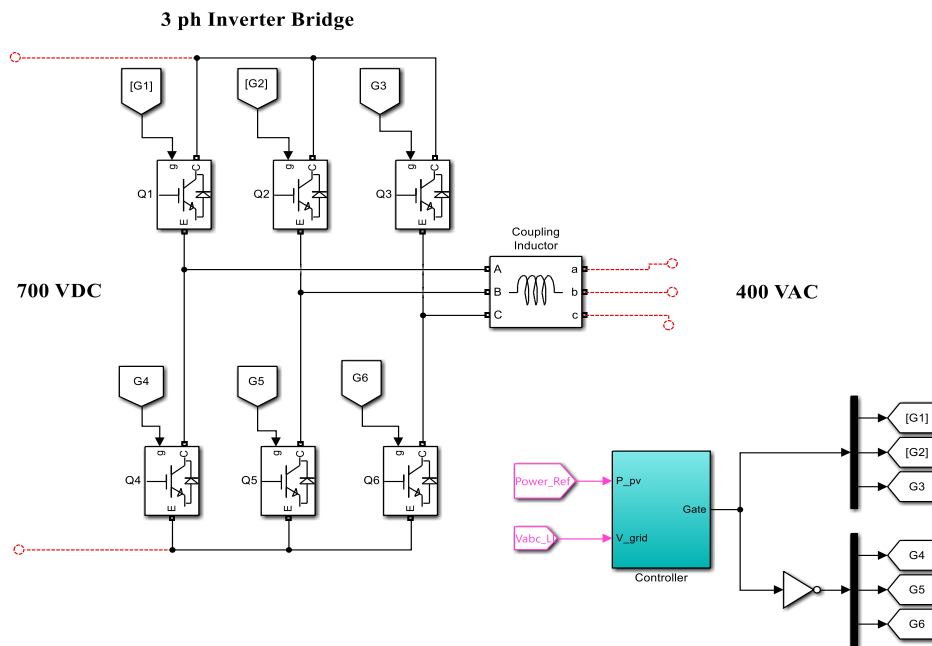 3 ph Inverter Bridge
[G1]
[G2]
G3
g
C
g
C
g
C
Q1
Q2
Q3
E
E
E
Coupling
Inductor
A
a
B
b
C
c
700 VDC
400 VAC
G4
G5
G6
g
C
g
C
g
C
Q4
Q5
Q6
E
E
E
Power_Ref
P_pv
Gate
Vabc_L
V_grid
Controller
[G1]
[G2]
G3
G4
G5
G6